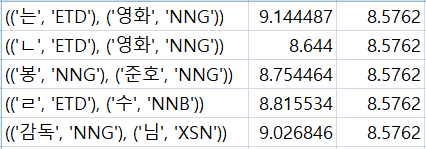 (('는', 'ETD'), ('영화', 'NNG')) 9.144487 8.5762
(('ㄴ', 'ETD'), ('영화', 'NNG')) 8.644 8.5762
(('봉', 'NNG'), ('준호', 'NNG')) 8.754464 8.5762
(('ㄹ', 'ETD'), ('수', 'NNB')) 8.815534 8.5762
(('감독', 'NNG'), ('님', 'XSN')) 9.026846 8.5762